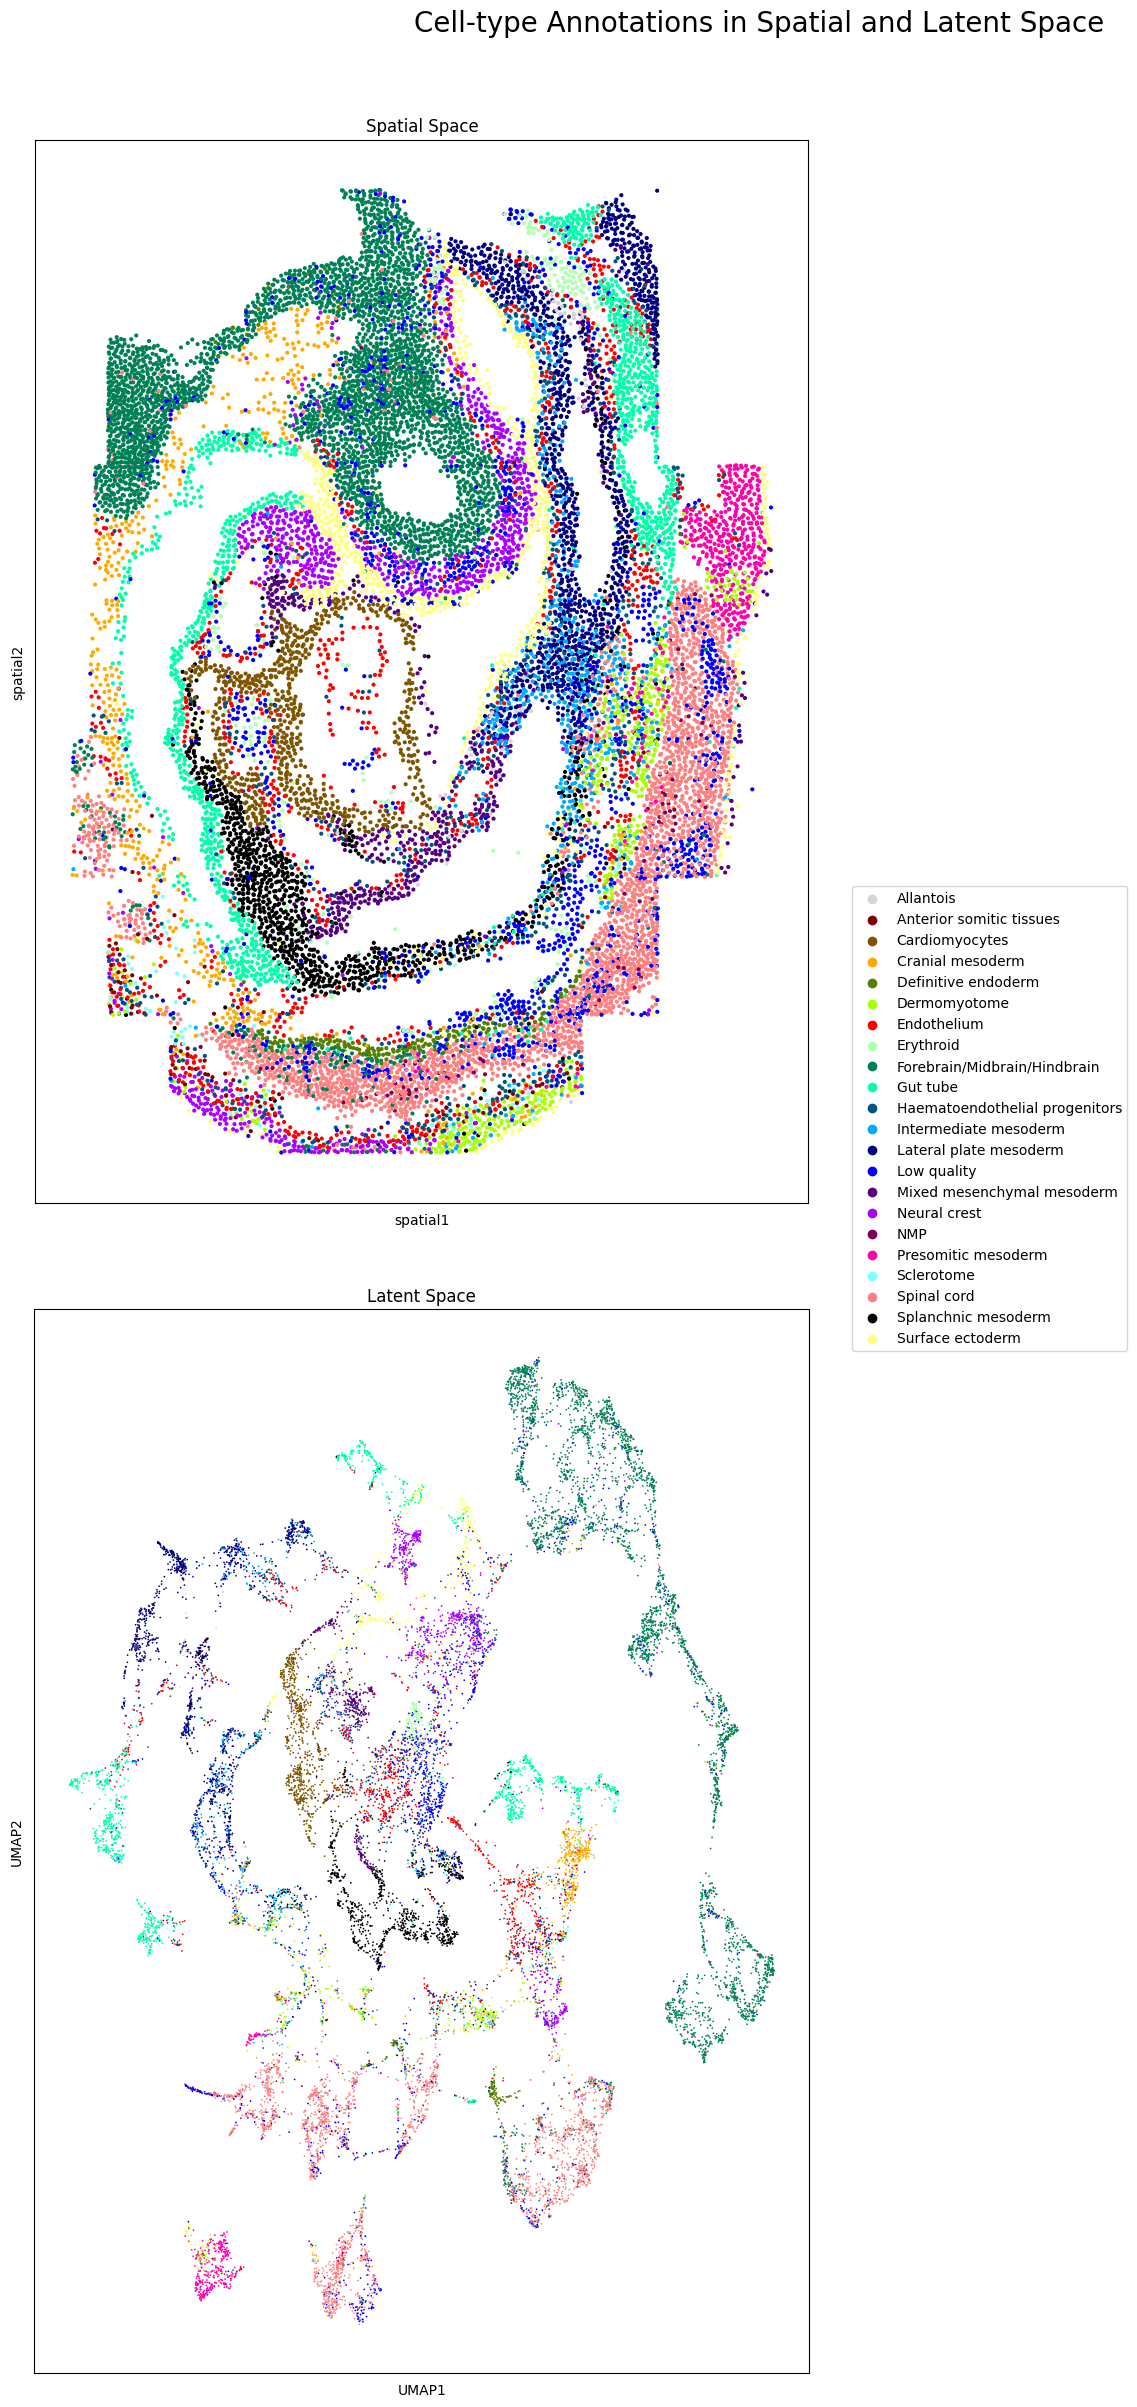 Cell-type Annotations in Spatial and Latent Space
Spatial Space
spatial2
spatial1
Allantois
Anterior somitic tissues
Cardiomyocytes
Cranial mesoderm
Definitive endoderm
Dermomyotome
Endothelium
Erythroid
Forebrain/Midbrain/Hindbrain
Gut tube
Haematoendothelial progenitors
Intermediate mesoderm
Lateral plate mesoderm
Low quality
Mixed mesenchymal mesoderm
Neural crest
NMP
Presomitic mesoderm
Sclerotome
Spinal cord
Splanchnic mesoderm
Surface ectoderm
Latent Space
UMAP2
UMAP1